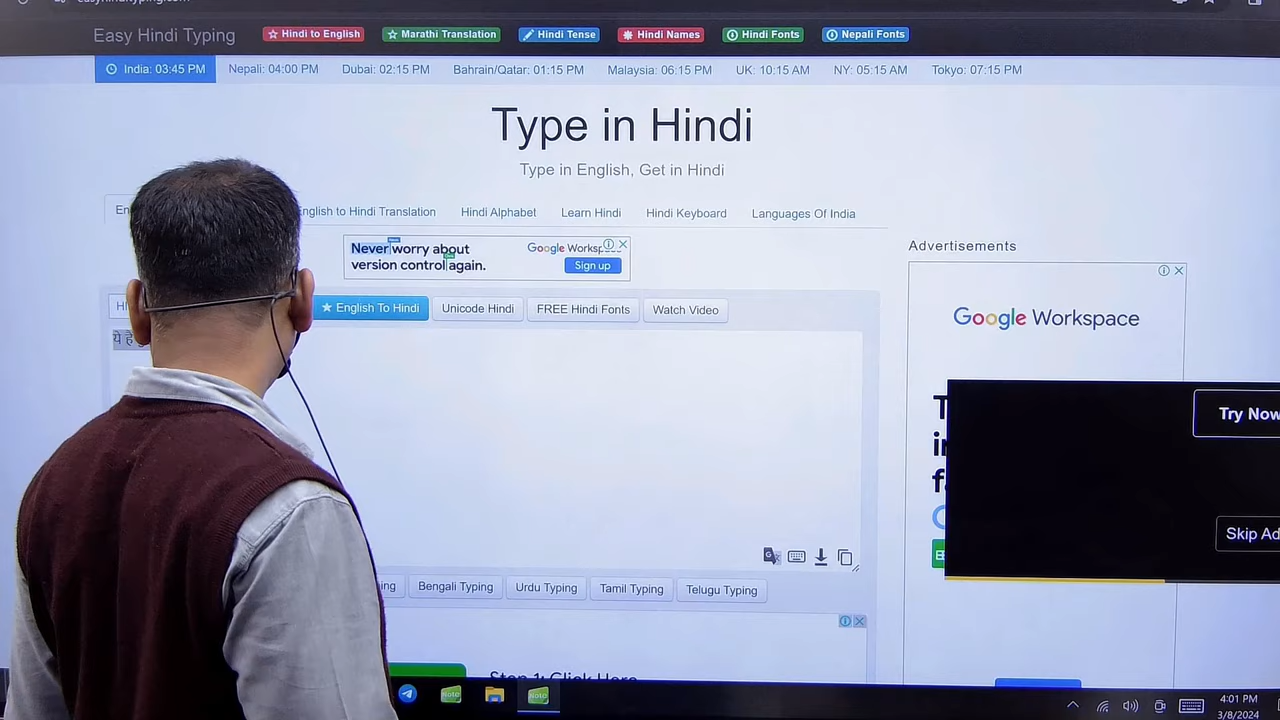 Easy Hindi Typing
Hindi to English
Marathi Translation
Hindi Tense
Hindi Names
Hindi Fonts
Nepali Fonts
India: 03:45 PM
Nepali: 04:00 PM
Dubai: 02:15 PM
Bahrain/Qatar: 01:15 PM
Malaysia: 06:15 PM
UK: 10:15 AM
NY: 05:15 AM
Tokyo: 07:15 PM
Type in Hindi
Type in English, Get in Hindi
English to Hindi Translation
Hindi Alphabet
Learn Hindi
Hindi Keyboard
Languages Of India
Never worry about
version control again.
Google
Sign up
Advertisements
Google Workspace
English To Hindi
Unicode Hindi
FREE Hindi Fonts
Watch Video
ये है
Try Now
Skip Ad
Bengali Typing
Urdu Typing
Tamil Typing
Telugu Typing
Step 1: Click Here
4:01 PM
3/8/2024